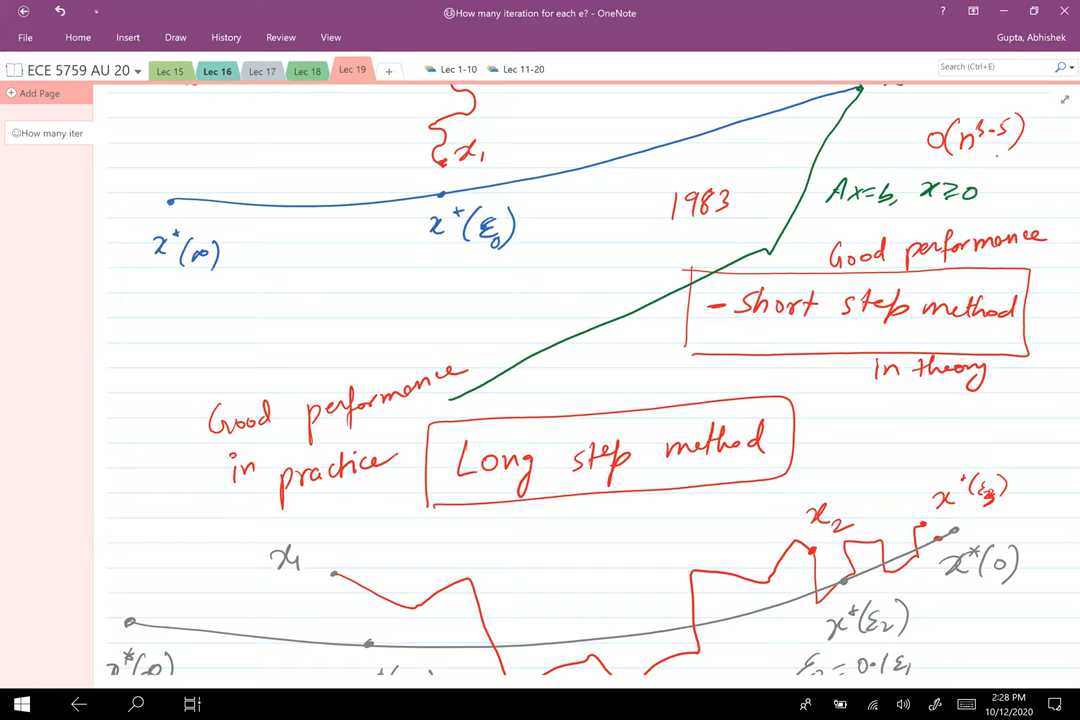 How many iteration for each e? - OneNote
File Home Insert Draw History Review View
Gupta, Abhishek
ECE 5759 AU 20
Lec 15 Lec 16 Lec 17 Lec 18 Lec 19 Lec 1-10 Lec 11-20
Search (Ctrl+E)
Add Page
How many iter
x₁
O(n^3.5)
1983
Ax=b, x≥0
x*(∞)
x*(ε₀)
Good performance
- Short step method
in theory
Good performance
in practice
Long step method
x₁
x₂
x*(ε₃)
x*(0)
x*(ε₂)
x*(∞)
ε₂ = 0.1 ε₁
2:28 PM
10/12/2020